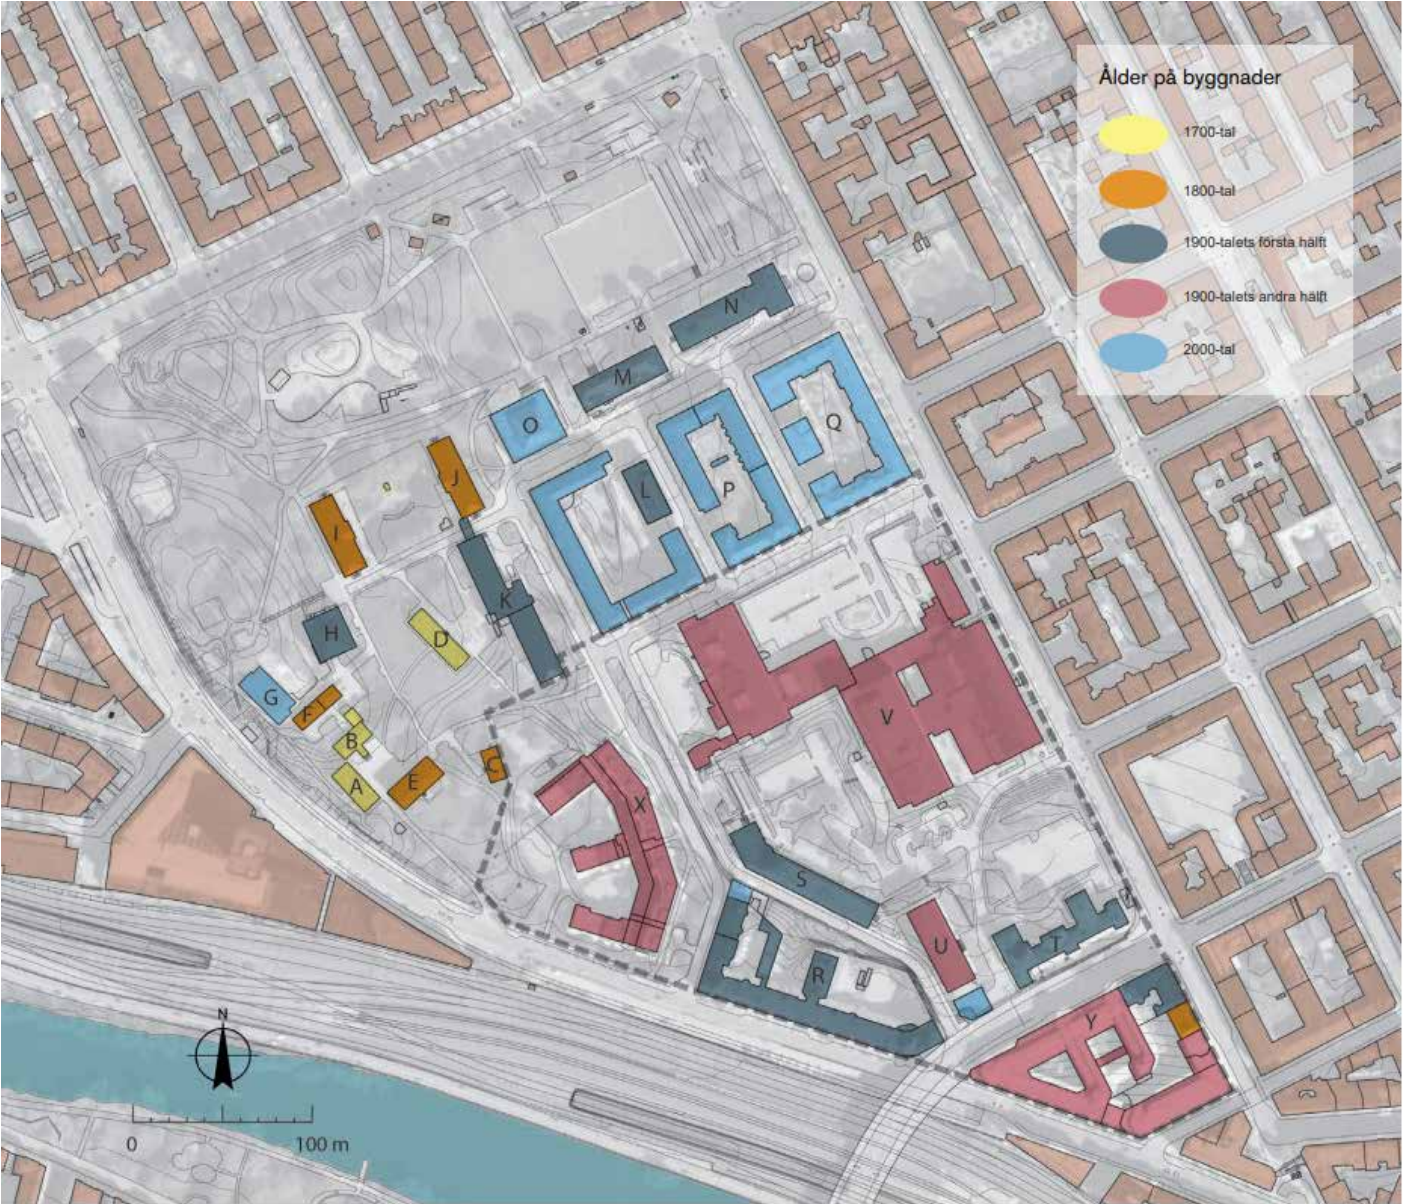 Ålder på byggnader
1700-tal
1800-tal
1900-talets första hälft
1900-talets andra hälft
2000-tal
N
M
O
Q
J
L
P
I
K
H
D
G
F
B
A
E
C
X
V
S
U
T
R
Y
N
0 100 m